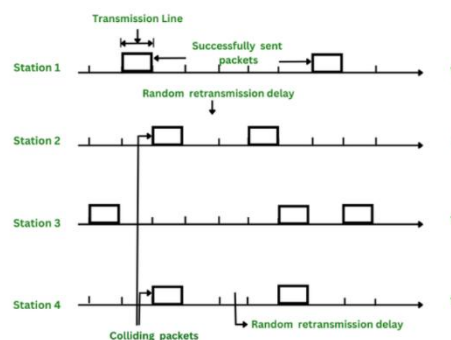 Transmission Line
Successfully sent
packets
Station 1
Random retransmission delay
Station 2
Station 3
Station 4
Random retransmission delay
Colliding packets